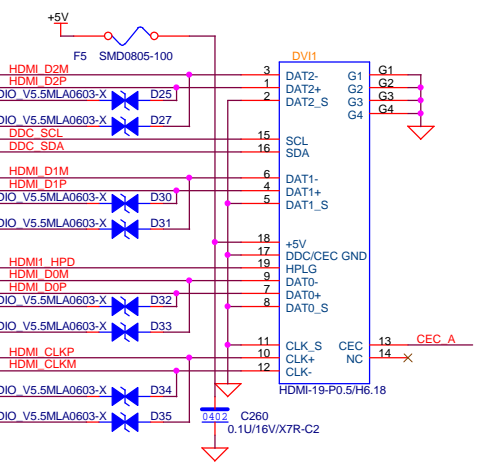 +5V
F5 SMD0805-100
DVI1
HDMI_D2M 3 DAT2- G1 G1
HDMI_D2P 1 DAT2+ G2 G2
DIO_V5.5MLA0603-X D25 2 DAT2_S G3 G3
G4 G4
DIO_V5.5MLA0603-X D27
DDC_SCL 15 SCL
DDC_SDA 16 SDA
HDMI_D1M 6 DAT1-
HDMI_D1P 4 DAT1+
DIO_V5.5MLA0603-X D30 5 DAT1_S
DIO_V5.5MLA0603-X D31
18 +5V
17 DDC/CEC GND
HDMI1_HPD 19 HPLG
HDMI_D0M 9 DAT0-
HDMI_D0P 7 DAT0+
DIO_V5.5MLA0603-X D32 8 DAT0_S
DIO_V5.5MLA0603-X D33
11 CLK_S CEC 13 CEC_A
HDMI_CLKP 10 CLK+ NC 14
HDMI_CLKM 12 CLK-
DIO_V5.5MLA0603-X D34 HDMI-19-P0.5/H6.18
DIO_V5.5MLA0603-X D35 0402 C260
0.1U/16V/X7R-C2